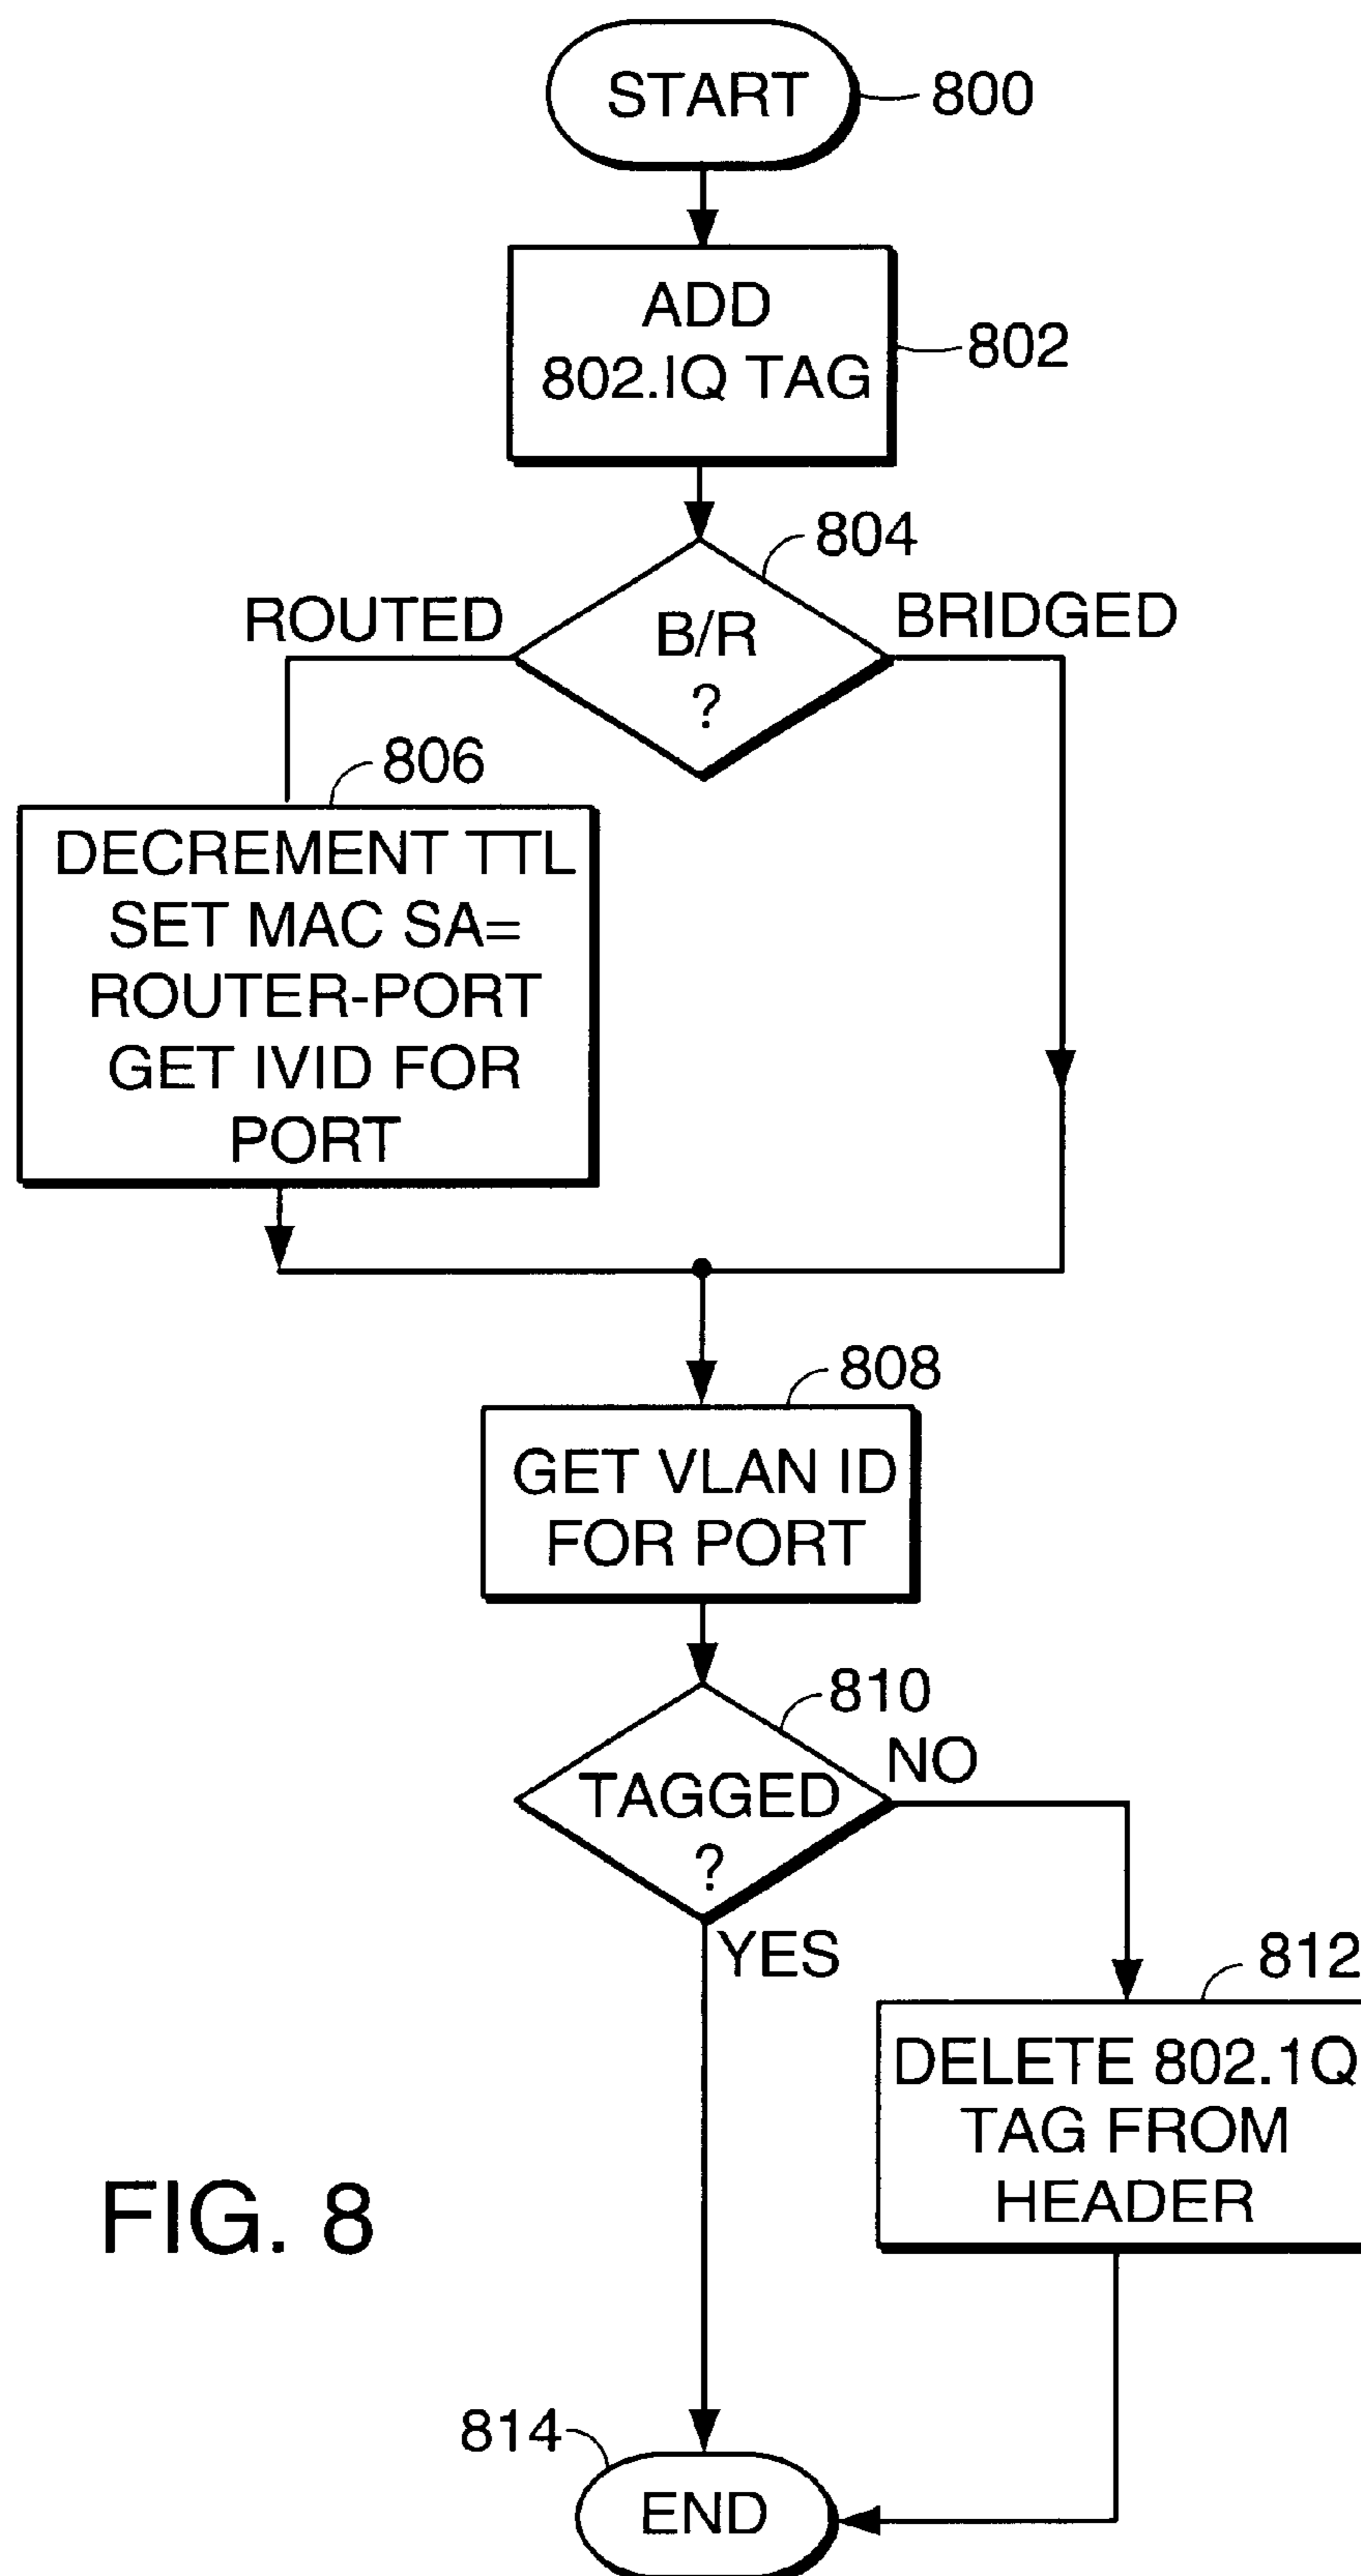 START
800
ADD
802.IQ TAG
802
804
ROUTED
B/R
?
BRIDGED
806
DECREMENT TTL
SET MAC SA=
ROUTER-PORT
GET IVID FOR
PORT
808
GET VLAN ID
FOR PORT
810
TAGGED
?
NO
YES
812
DELETE 802.1Q
TAG FROM
HEADER
FIG. 8
814
END